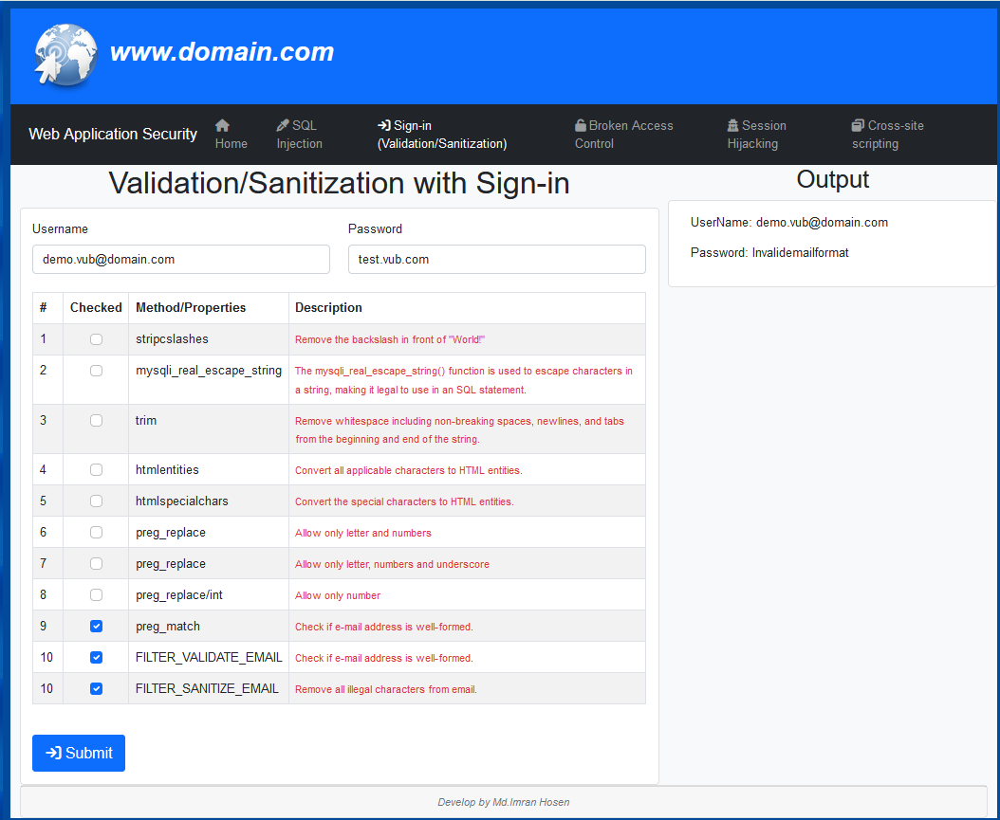 www.domain.com
Web Application Security
Home
SQL
Injection
Sign-in
(Validation/Sanitization)
Broken Access
Control
Session
Hijacking
Cross-site
scripting
Validation/Sanitization with Sign-in
Output
Username
Password
demo.vub@domain.com
test.vub.com
UserName: demo.vub@domain.com
Password: Invalidemailformat
# Checked Method/Properties Description
1 stripcslashes Remove the backslash in front of "World!"
2 mysqli_real_escape_string The mysqli_real_escape_string() function is used to escape characters in
a string, making it legal to use in an SQL statement.
3 trim Remove whitespace including non-breaking spaces, newlines, and tabs
from the beginning and end of the string.
4 htmlentities Convert all applicable characters to HTML entities.
5 htmlspecialchars Convert the special characters to HTML entities.
6 preg_replace Allow only letter and numbers
7 preg_replace Allow only letter, numbers and underscore
8 preg_replace/int Allow only number
9 preg_match Check if e-mail address is well-formed.
10 FILTER_VALIDATE_EMAIL Check if e-mail address is well-formed.
10 FILTER_SANITIZE_EMAIL Remove all illegal characters from email.
Submit
Develop by Md.Imran Hosen